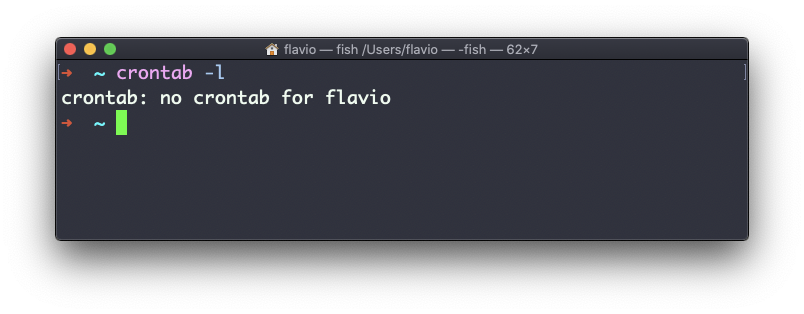 flavio — fish /Users/flavio — -fish — 62×7
➜ ~ crontab -l
crontab: no crontab for flavio
➜ ~